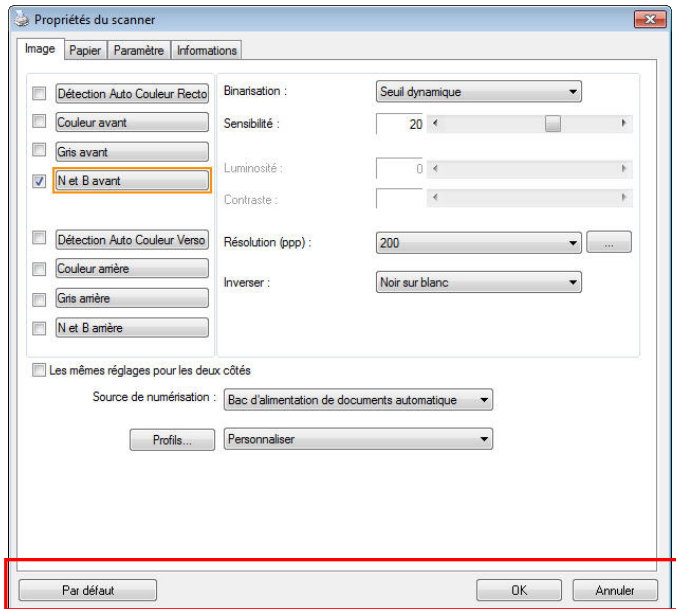 Propriétés du scanner
Image Papier Paramètre Informations
Détection Auto Couleur Recto
Couleur avant
Gris avant
N et B avant
Détection Auto Couleur Verso
Couleur arrière
Gris arrière
N et B arrière
Binarisation : Seuil dynamique
Sensibilité : 20
Luminosité : 0
Contraste :
Résolution (ppp) : 200 ...
Inverser : Noir sur blanc
Les mêmes réglages pour les deux côtés
Source de numérisation : Bac d'alimentation de documents automatique
Profils... Personnaliser
Par défaut OK Annuler